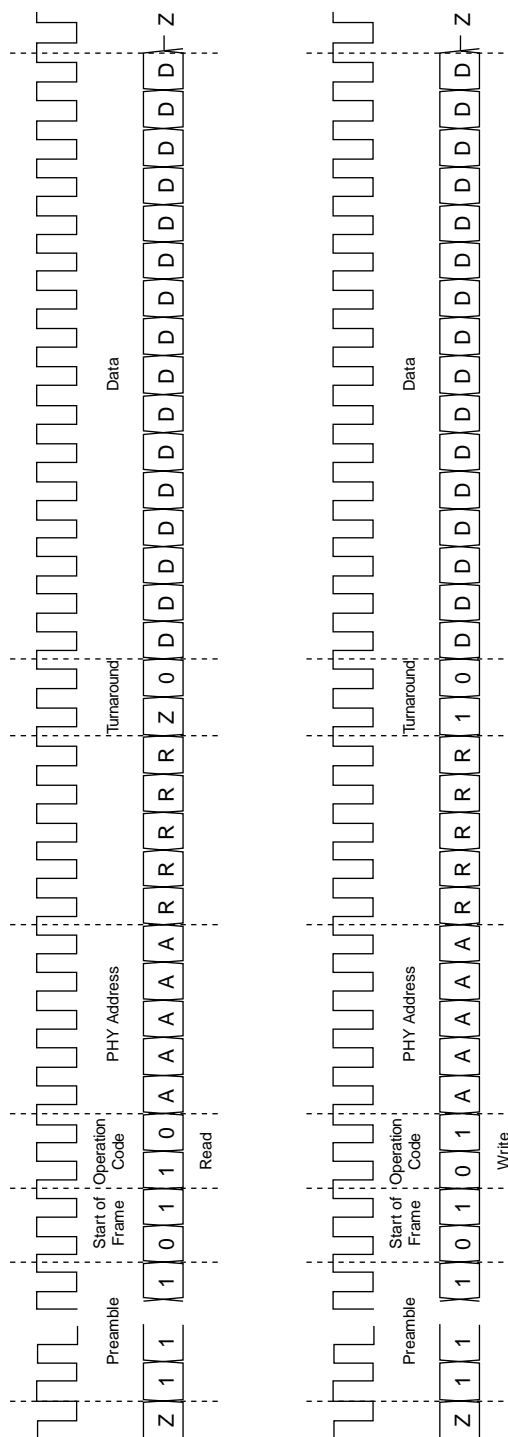 Preamble
Start of
Frame
Operation
Code
PHY Address
Turnaround
Data
Z 1 1 1 0 1 1 0 A A A A A R R R R R Z 0 D D D D D D D D D D D D D D D D Z
Read
Preamble
Start of
Frame
Operation
Code
PHY Address
Turnaround
Data
Z 1 1 1 0 1 0 1 A A A A A R R R R R 1 0 D D D D D D D D D D D D D D D D Z
Write